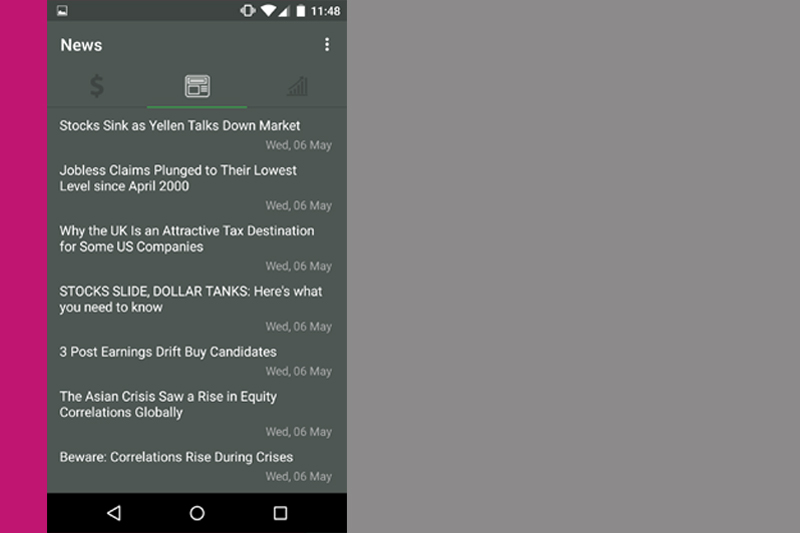 11:48
News
$
Stocks Sink as Yellen Talks Down Market
Wed, 06 May
Jobless Claims Plunged to Their Lowest
Level since April 2000
Wed, 06 May
Why the UK Is an Attractive Tax Destination
for Some US Companies
Wed, 06 May
STOCKS SLIDE, DOLLAR TANKS: Here's what
you need to know
Wed, 06 May
3 Post Earnings Drift Buy Candidates
Wed, 06 May
The Asian Crisis Saw a Rise in Equity
Correlations Globally
Wed, 06 May
Beware: Correlations Rise During Crises
Wed, 06 May